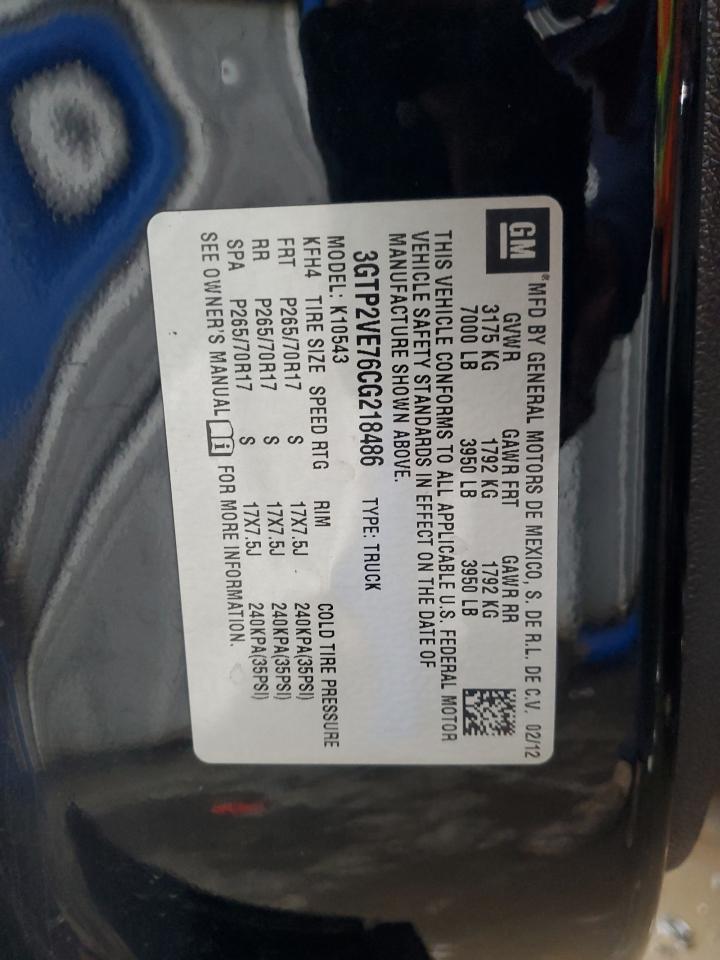 GM ® MFD BY GENERAL MOTORS DE MEXICO, S. DE R.L. DE C.V. 02/12
GVWR GAWR FRT GAWR RR
3175 KG 1792 KG 1792 KG
7000 LB 3950 LB 3950 LB
THIS VEHICLE CONFORMS TO ALL APPLICABLE U.S. FEDERAL MOTOR
VEHICLE SAFETY STANDARDS IN EFFECT ON THE DATE OF
MANUFACTURE SHOWN ABOVE.
3GTP2VE76CG218486 TYPE: TRUCK
MODEL: K10543
KFH4 TIRE SIZE SPEED RTG RIM COLD TIRE PRESSURE
FRT P265/70R17 S 17X7.5J 240KPA(35PSI)
RR P265/70R17 S 17X7.5J 240KPA(35PSI)
SPA P265/70R17 S 17X7.5J 240KPA(35PSI)
SEE OWNER'S MANUAL i FOR MORE INFORMATION.